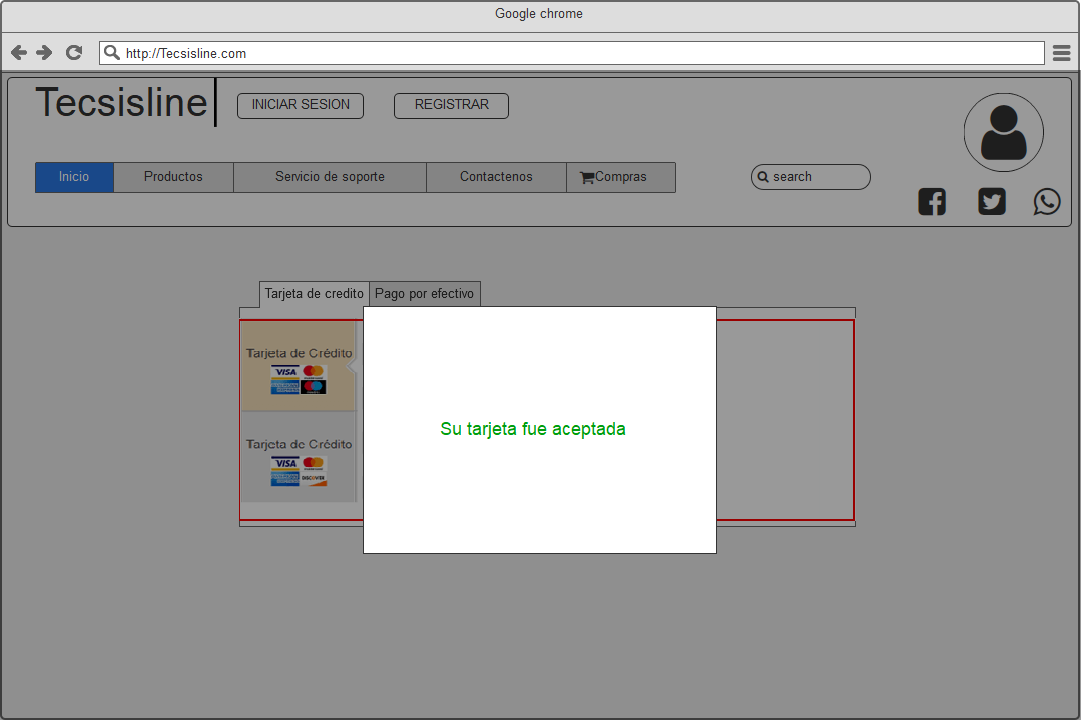 Google chrome
http://Tecsisline.com
Tecsisline
INICIAR SESION
REGISTRAR
Inicio
Productos
Servicio de soporte
Contactenos
Compras
search
Tarjeta de credito
Pago por efectivo
Tarjeta de Crédito
VISA
Tarjeta de Crédito
VISA
DISCOVER
Su tarjeta fue aceptada